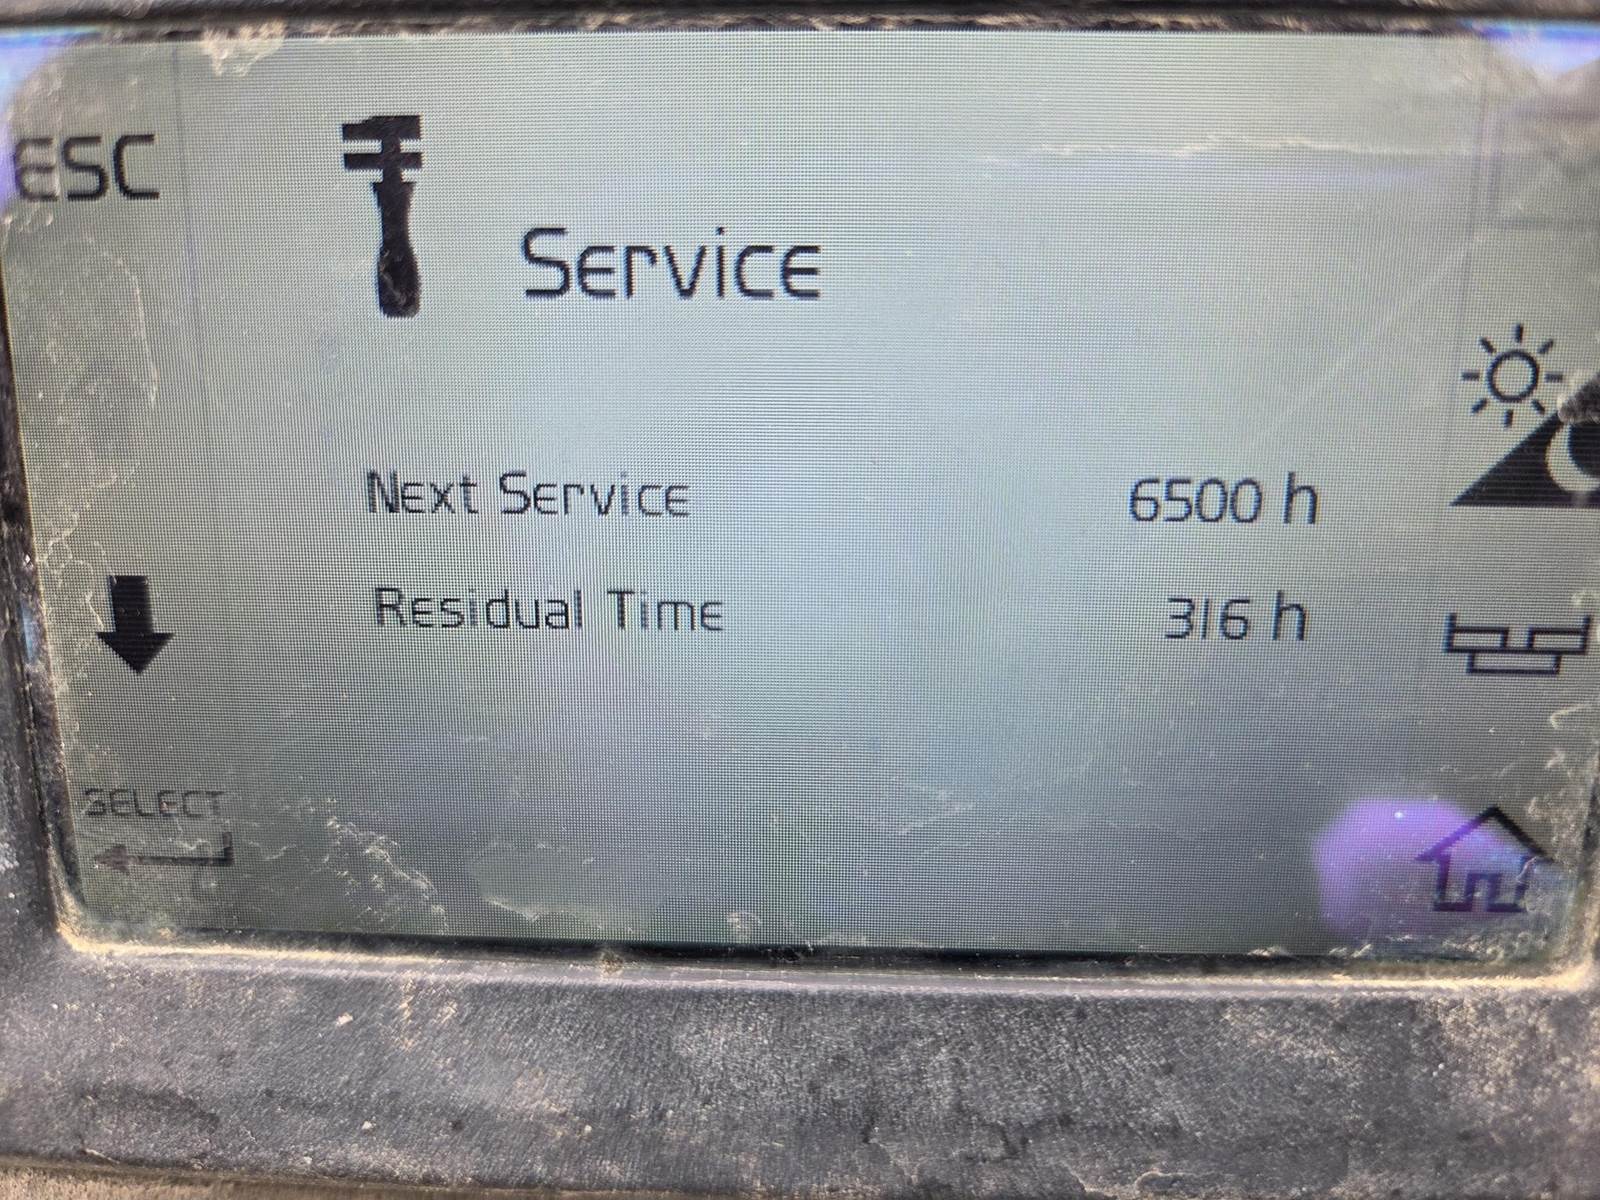 ESC
Service
Next Service 6500 h
Residual Time 316 h
SELECT